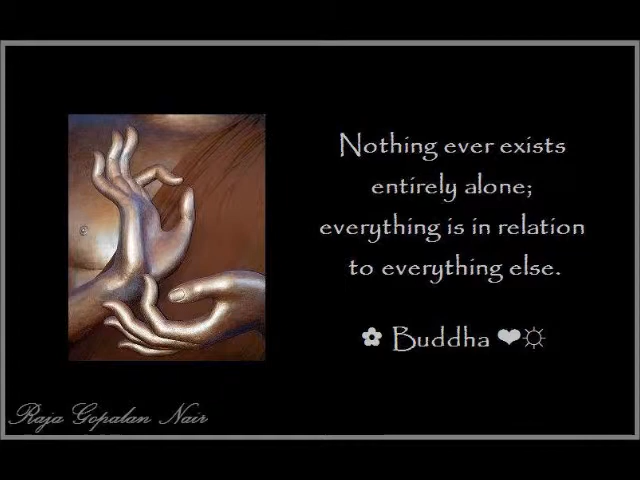 Nothing ever exists
entirely alone;
everything is in relation
to everything else.
✿ Buddha ❤☼
Raja Gopalan Nair